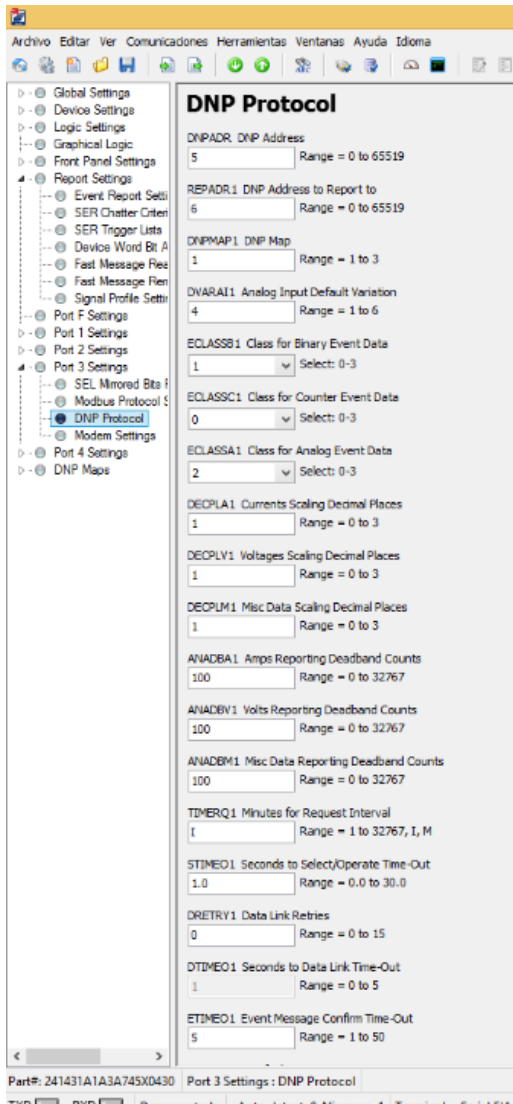 Archivo Editar Ver Comunicaciones Herramientas Ventanas Ayuda Idioma
Global Settings
Device Settings
Logic Settings
Graphical Logic
Front Panel Settings
Report Settings
Event Report Setti
SER Chatter Criteri
SER Trigger Lists
Device Word Bit A
Fast Message Rea
Fast Message Rem
Signal Profile Settin
Port F Settings
Port 1 Settings
Port 2 Settings
Port 3 Settings
SEL Mirrored Bits F
Modbus Protocol S
DNP Protocol
Modem Settings
Port 4 Settings
DNP Maps
DNP Protocol
DNPADR DNP Address
5 Range = 0 to 65519
REPADR1 DNP Address to Report to
6 Range = 0 to 65519
DNPMAP1 DNP Map
1 Range = 1 to 3
DVARAI1 Analog Input Default Variation
4 Range = 1 to 6
ECLASSB1 Class for Binary Event Data
1 Select: 0-3
ECLASSC1 Class for Counter Event Data
0 Select: 0-3
ECLASSA1 Class for Analog Event Data
2 Select: 0-3
DECPLA1 Currents Scaling Decimal Places
1 Range = 0 to 3
DECPLV1 Voltages Scaling Decimal Places
1 Range = 0 to 3
DECPLM1 Misc Data Scaling Decimal Places
1 Range = 0 to 3
ANADBA1 Amps Reporting Deadband Counts
100 Range = 0 to 32767
ANADBV1 Volts Reporting Deadband Counts
100 Range = 0 to 32767
ANADBM1 Misc Data Reporting Deadband Counts
100 Range = 0 to 32767
TIMERQ1 Minutes for Request Interval
I Range = 1 to 32767, I, M
STIMEO1 Seconds to Select/Operate Time-Out
1.0 Range = 0.0 to 30.0
DRETRY1 Data Link Retries
0 Range = 0 to 15
DTIMEO1 Seconds to Data Link Time-Out
1 Range = 0 to 5
ETIMEO1 Event Message Confirm Time-Out
5 Range = 1 to 50
Part#: 241431A1A3A745X0430 Port 3 Settings : DNP Protocol